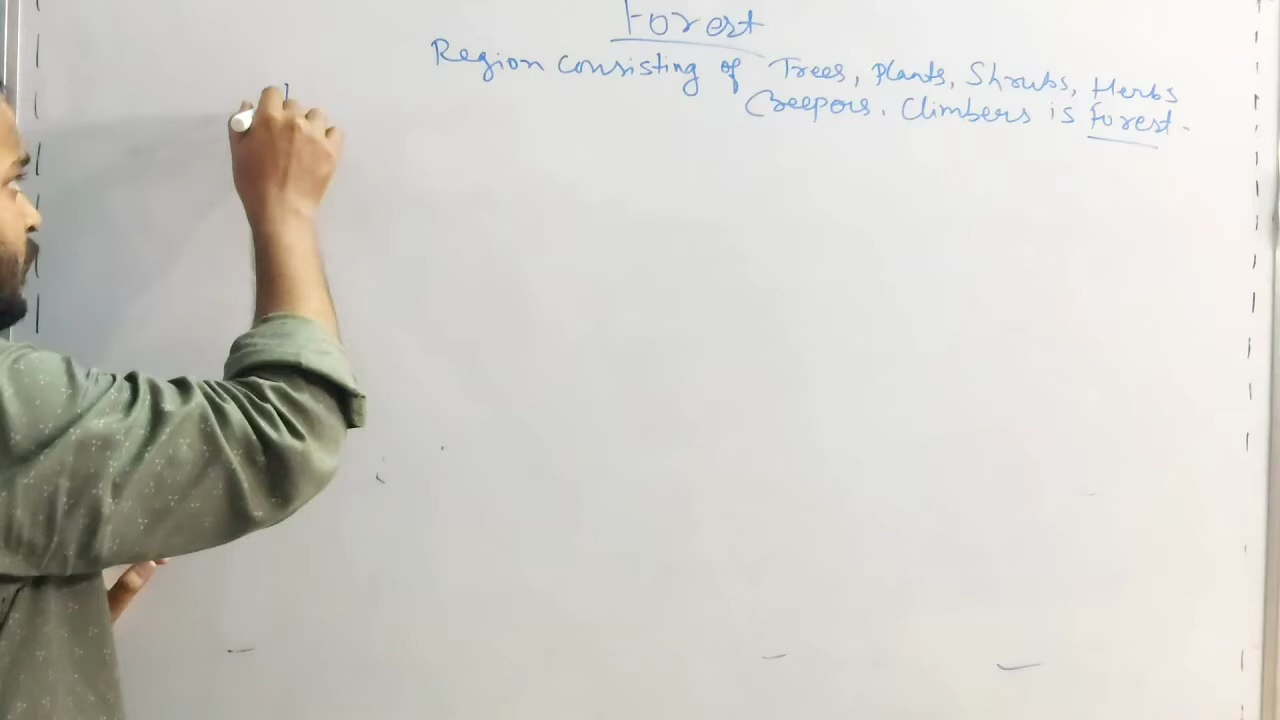 Forest
Region consisting of Trees, Plants, Shrubs, Herbs
Creepers, Climbers is Forest.